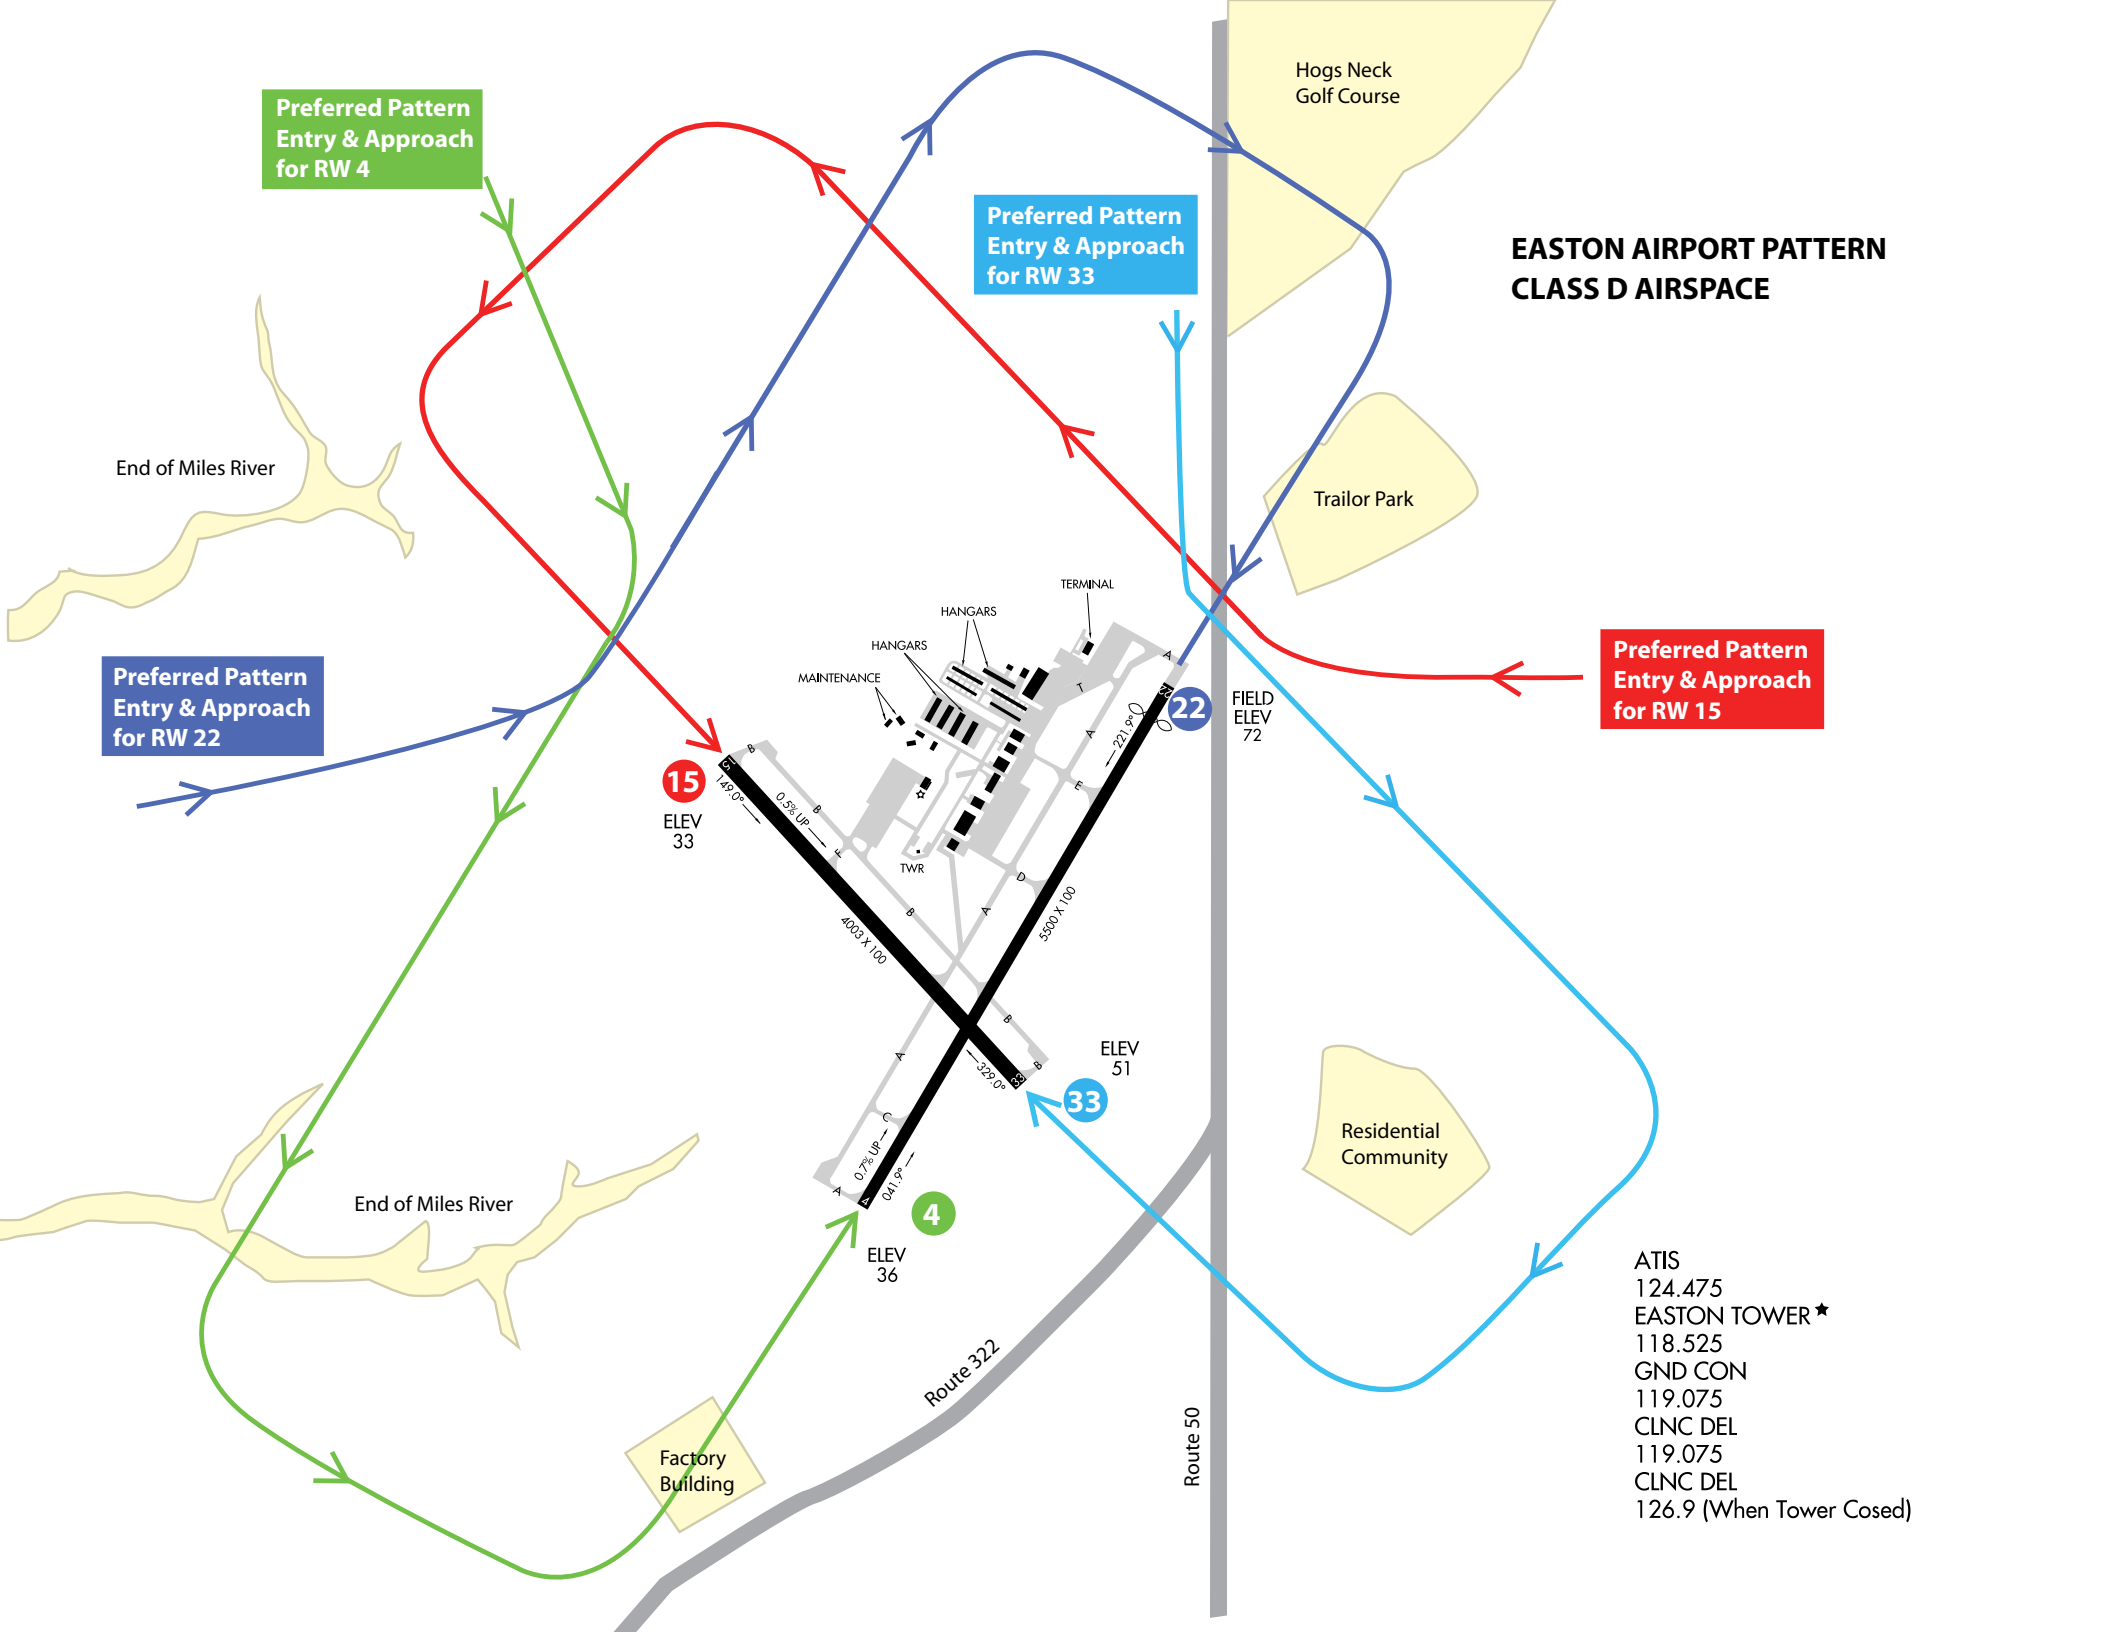 Hogs Neck
Golf Course
Preferred Pattern
Entry & Approach
for RW 4
Preferred Pattern
Entry & Approach
for RW 33
EASTON AIRPORT PATTERN
CLASS D AIRSPACE
End of Miles River
Trailor Park
TERMINAL
HANGARS
HANGARS
MAINTENANCE
Preferred Pattern
Entry & Approach
for RW 22
Preferred Pattern
Entry & Approach
for RW 15
A
T
22
22
FIELD
ELEV
72
221.9°
A
E
B
15
15
149.0°
ELEV
33
0.5% UP
B
F
TWR
D
A
B
5500 X 100
4003 X 100
B
A
329.0°
33
B
ELEV
51
33
C
0.7% UP
041.9°
A
4
4
ELEV
36
Residential
Community
End of Miles River
Route 322
Route 50
Factory
Building
ATIS
124.475
EASTON TOWER★
118.525
GND CON
119.075
CLNC DEL
119.075
CLNC DEL
126.9 (When Tower Cosed)